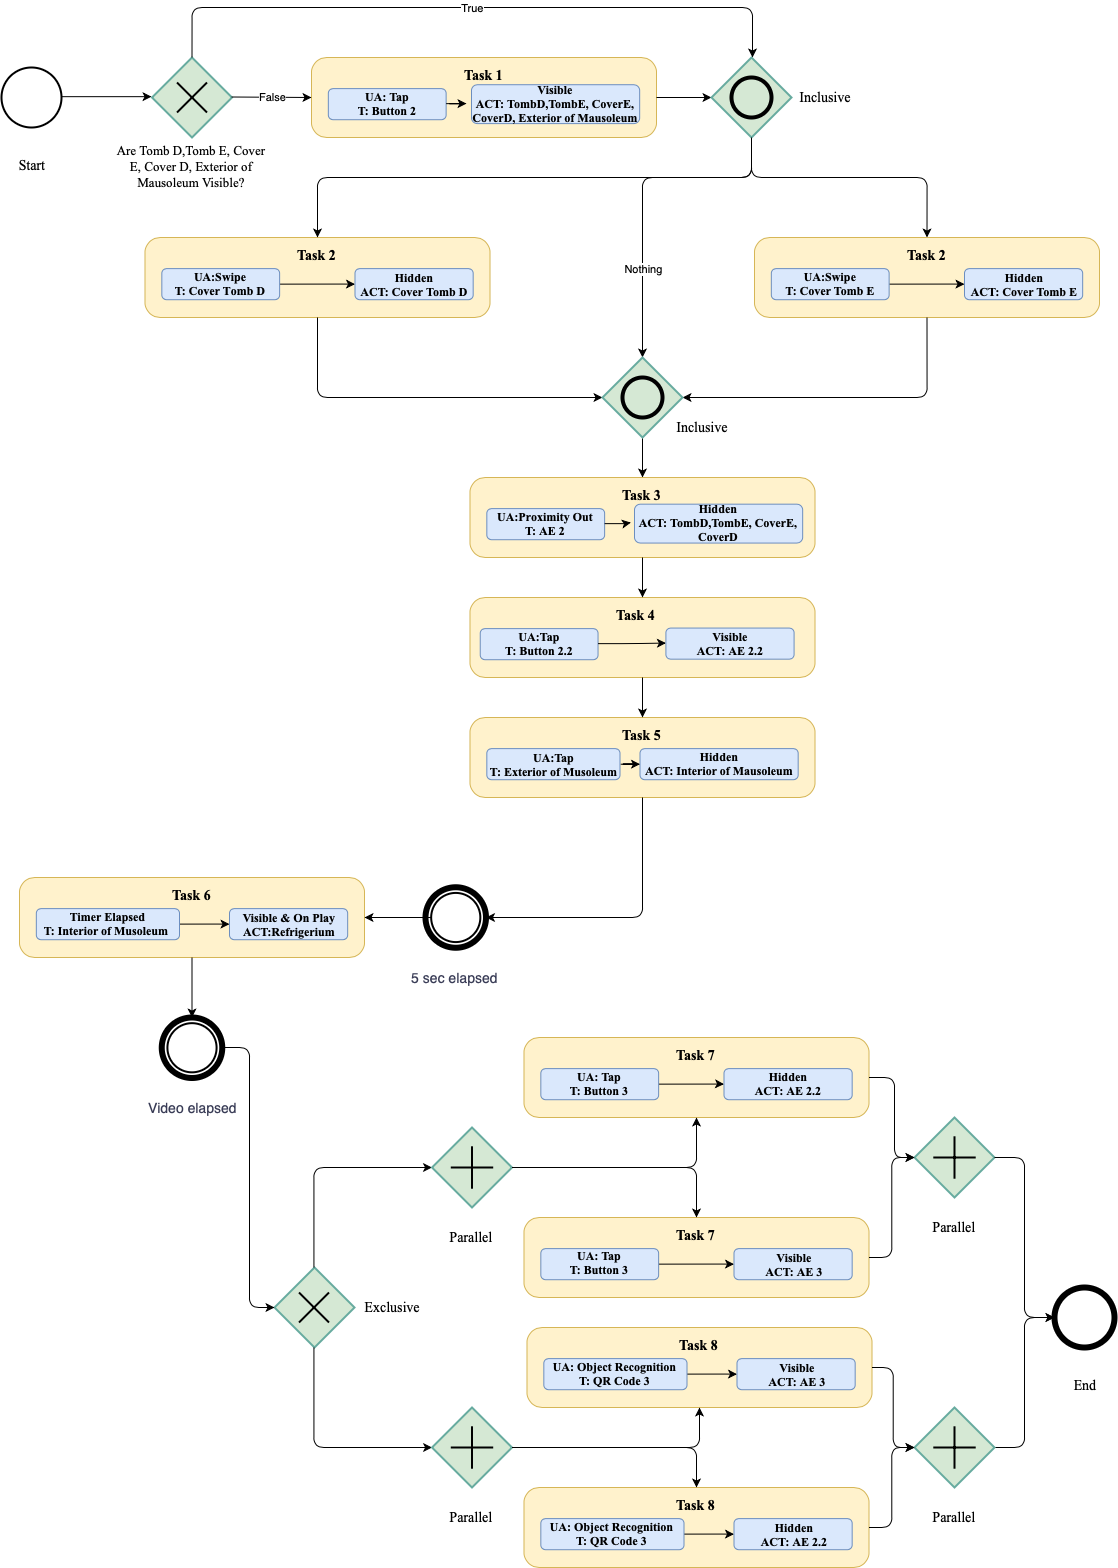 True
False
Start
Are Tomb D,Tomb E, Cover
E, Cover D, Exterior of
Mausoleum Visible?
Task 1
UA: Tap
T: Button 2
Visible
ACT: TombD,TombE, CoverE,
CoverD, Exterior of Mausoleum
Inclusive
Task 2
UA:Swipe
T: Cover Tomb D
Hidden
ACT: Cover Tomb D
Nothing
Task 2
UA:Swipe
T: Cover Tomb E
Hidden
ACT: Cover Tomb E
Inclusive
Task 3
UA:Proximity Out
T: AE 2
Hidden
ACT: TombD,TombE, CoverE,
CoverD
Task 4
UA:Tap
T: Button 2.2
Visible
ACT: AE 2.2
Task 5
UA:Tap
T: Exterior of Musoleum
Hidden
ACT: Interior of Mausoleum
Task 6
Timer Elapsed
T: Interior of Musoleum
Visible & On Play
ACT:Refrigerium
5 sec elapsed
Video elapsed
Task 7
UA: Tap
T: Button 3
Hidden
ACT: AE 2.2
Parallel
Task 7
UA: Tap
T: Button 3
Visible
ACT: AE 3
Parallel
Exclusive
Task 8
UA: Object Recognition
T: QR Code 3
Visible
ACT: AE 3
End
Parallel
Task 8
UA: Object Recognition
T: QR Code 3
Hidden
ACT: AE 2.2
Parallel